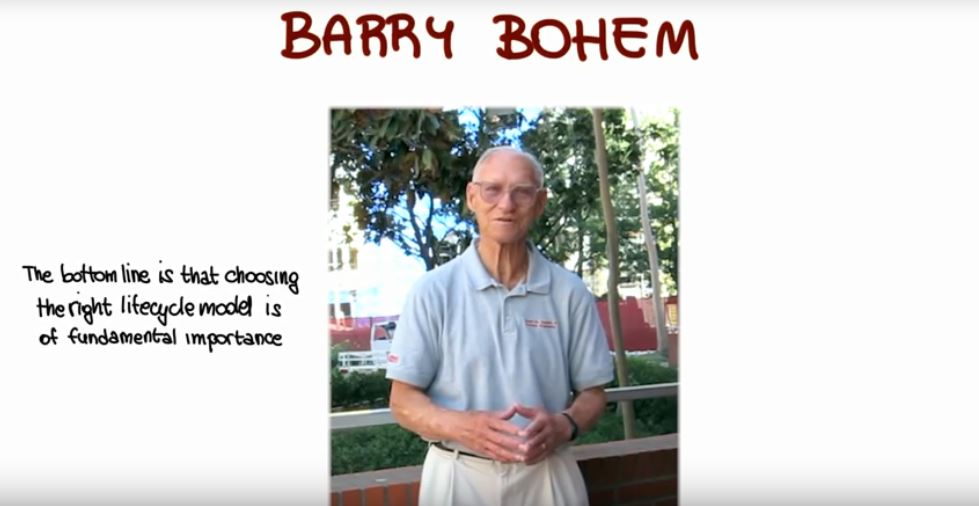 BARRY BOHEM
The bottom line is that choosing
the right lifecycle model is
of fundamental importance